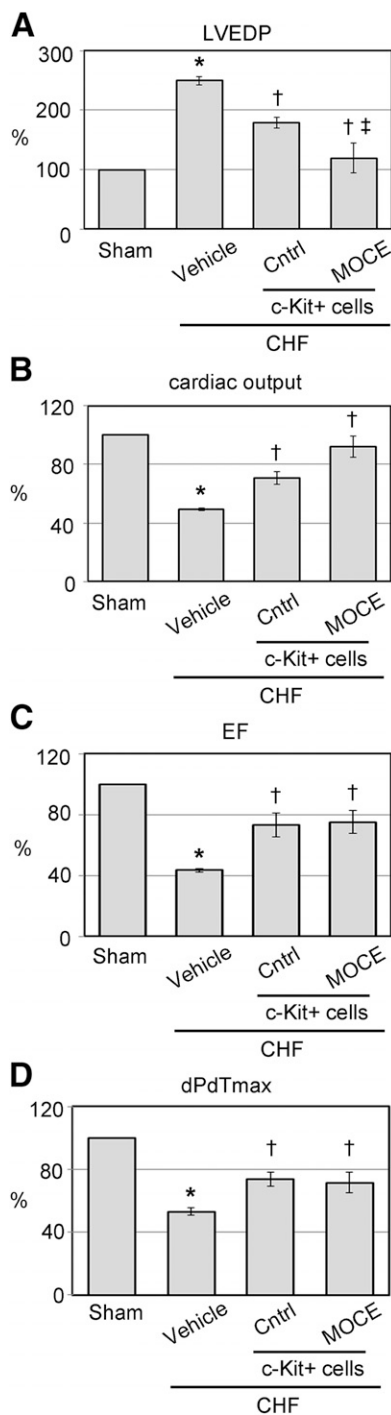 A
LVEDP
300
*
†
200
† ‡
%
100
0
Sham
Vehicle
Cntrl
MOCE
c-Kit+ cells
CHF
B
cardiac output
120
†
†
80
%
*
40
0
Sham
Vehicle
Cntrl
MOCE
c-Kit+ cells
CHF
C
EF
120
†
†
80
%
*
40
0
Sham
Vehicle
Cntrl
MOCE
c-Kit+ cells
CHF
D
dPdTmax
120
†
†
80
%
*
40
0
Sham
Vehicle
Cntrl
MOCE
c-Kit+ cells
CHF